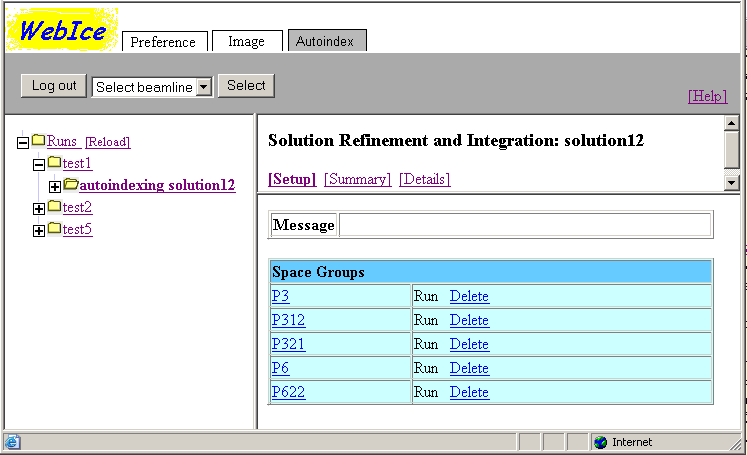 WebIce
Preference Image Autoindex
Log out Select beamline Select
[Help]
Runs [Reload]
test1
autoindexing solution12
test2
test5
Solution Refinement and Integration: solution12
[Setup] [Summary] [Details]
Message
Space Groups
P3 Run Delete
P312 Run Delete
P321 Run Delete
P6 Run Delete
P622 Run Delete
Internet